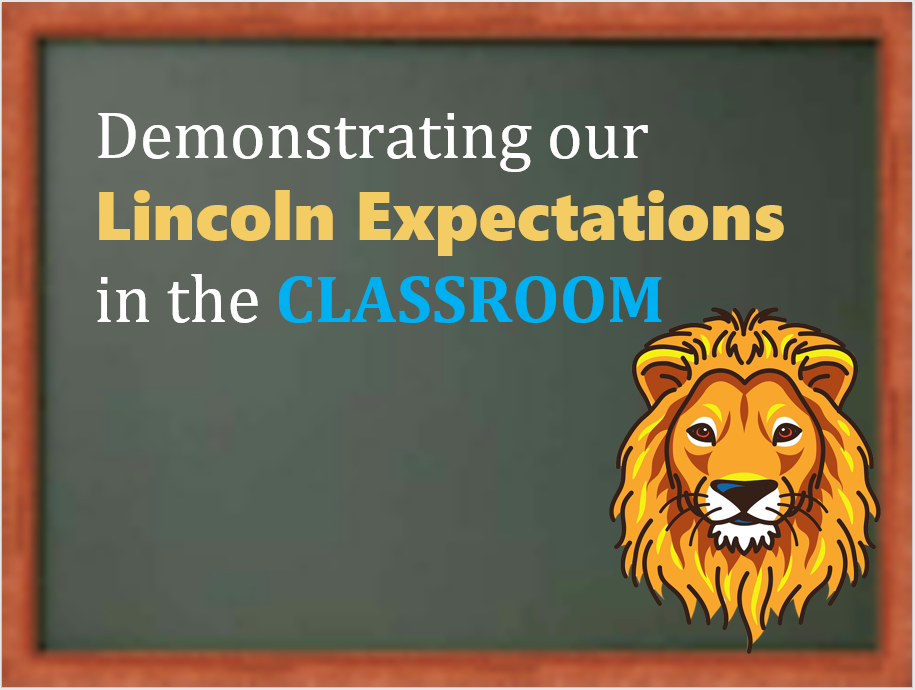 Demonstrating our
Lincoln Expectations
in the CLASSROOM